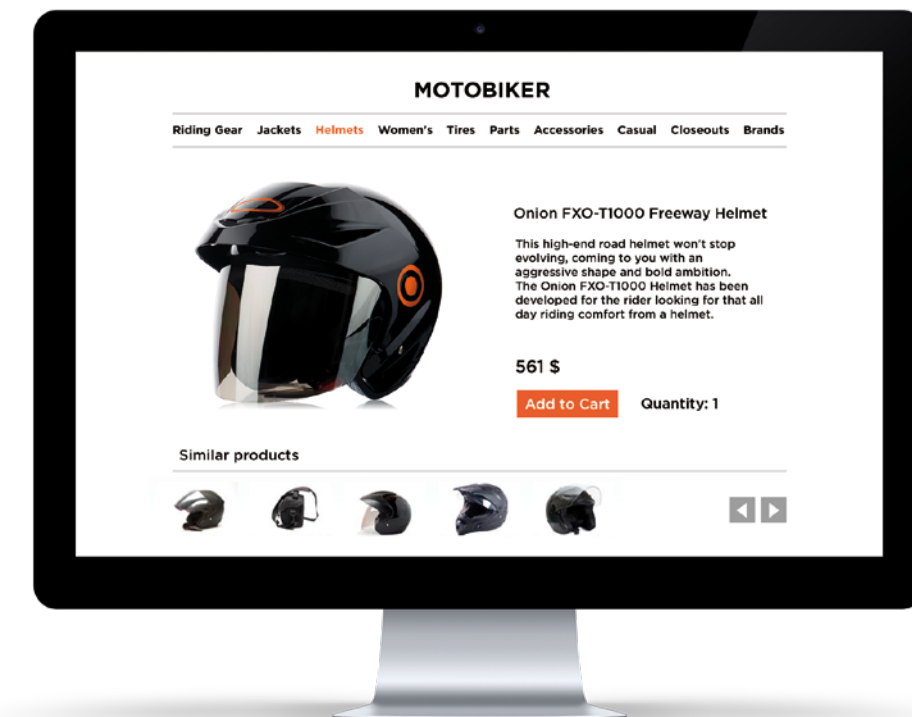 MOTOBIKER
Riding Gear Jackets Helmets Women's Tires Parts Accessories Casual Closeouts Brands
Onion FXO-T1000 Freeway Helmet
This high-end road helmet won't stop
evolving, coming to you with an
aggressive shape and bold ambition.
The Onion FXO-T1000 Helmet has been
developed for the rider looking for that all
day riding comfort from a helmet.
561 $
Add to Cart Quantity: 1
Similar products